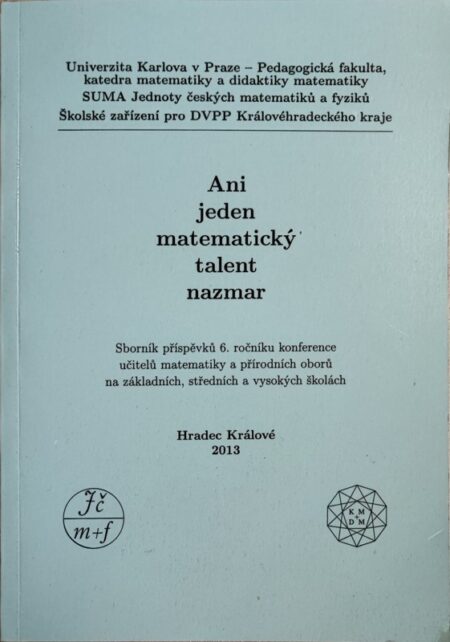 Univerzita Karlova v Praze – Pedagogická fakulta,
katedra matematiky a didaktiky matematiky
SUMA Jednoty českých matematiků a fyziků
Školské zařízení pro DVPP Královéhradeckého kraje
Ani
jeden
matematický
talent
nazmar
Sborník příspěvků 6. ročníku konference
učitelů matematiky a přírodních oborů
na základních, středních a vysokých školách
Hradec Králové
2013
Jč
m+f
K M
+
D M